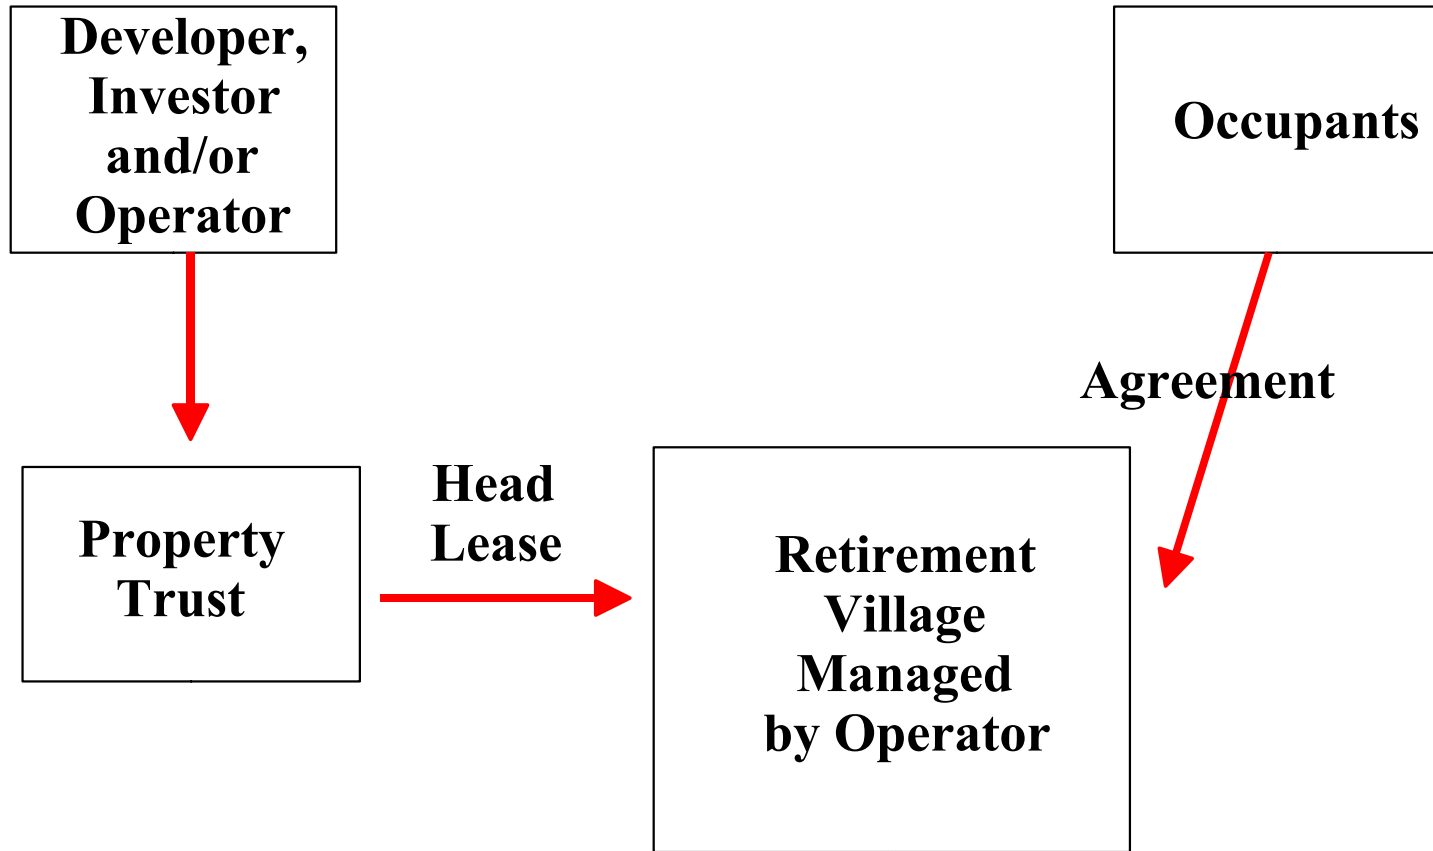 Developer,
Investor
and/or
Operator
Occupants
Agreement
Head
Lease
Property
Trust
Retirement
Village
Managed
by Operator